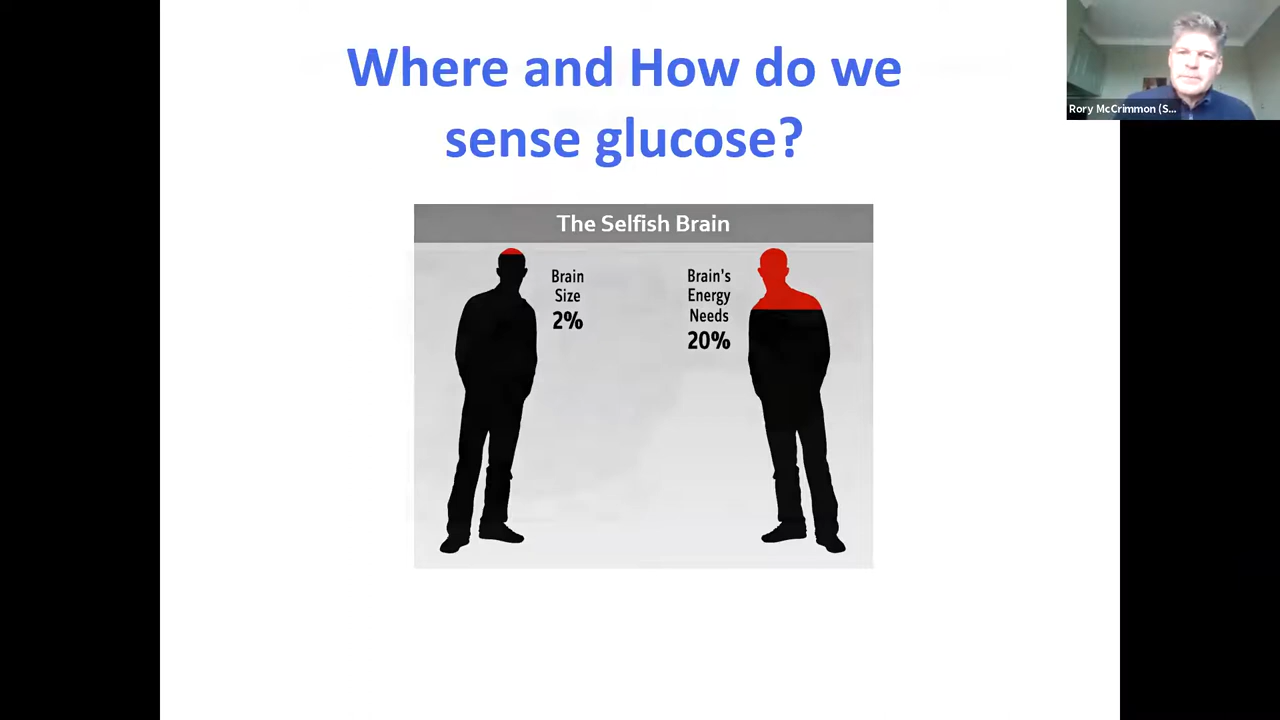 Where and How do we
sense glucose?
Rory McCrimmon (S...
The Selfish Brain
Brain
Size
2%
Brain's
Energy
Needs
20%